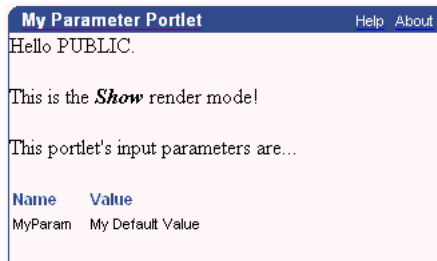 My Parameter Portlet Help About
Hello PUBLIC.
This is the Show render mode!
This portlet's input parameters are...
Name Value
MyParam My Default Value